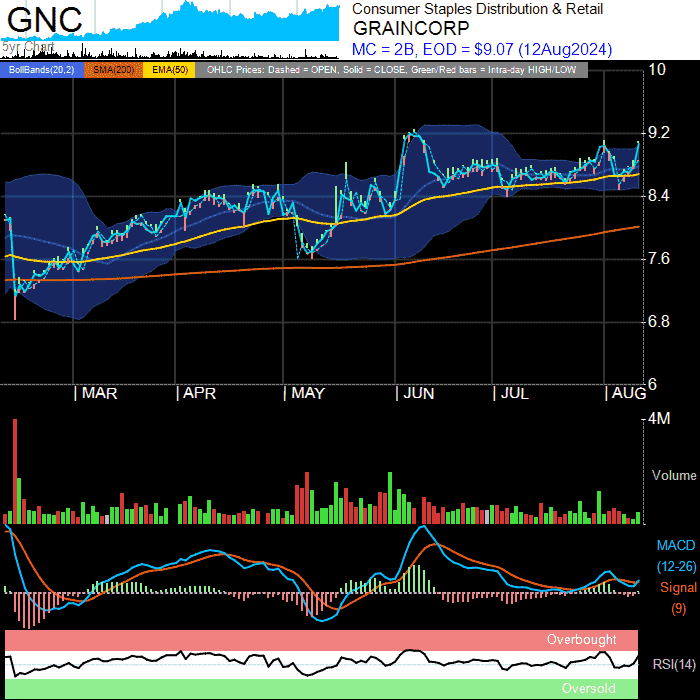 GNC
5yr Chart
Consumer Staples Distribution & Retail
GRAINCORP
MC = 2B, EOD = $9.07 (12Aug2024)
BollBands(20,2) SMA(200) EMA(50) OHLC Prices: Dashed = OPEN, Solid = CLOSE, Green/Red bars = Intra-day HIGH/LOW
10
9.2
8.4
7.6
6.8
6
| MAR | APR | MAY | JUN | JUL | AUG
4M
Volume
MACD
(12-26)
Signal
(9)
Overbought
RSI(14)
Oversold